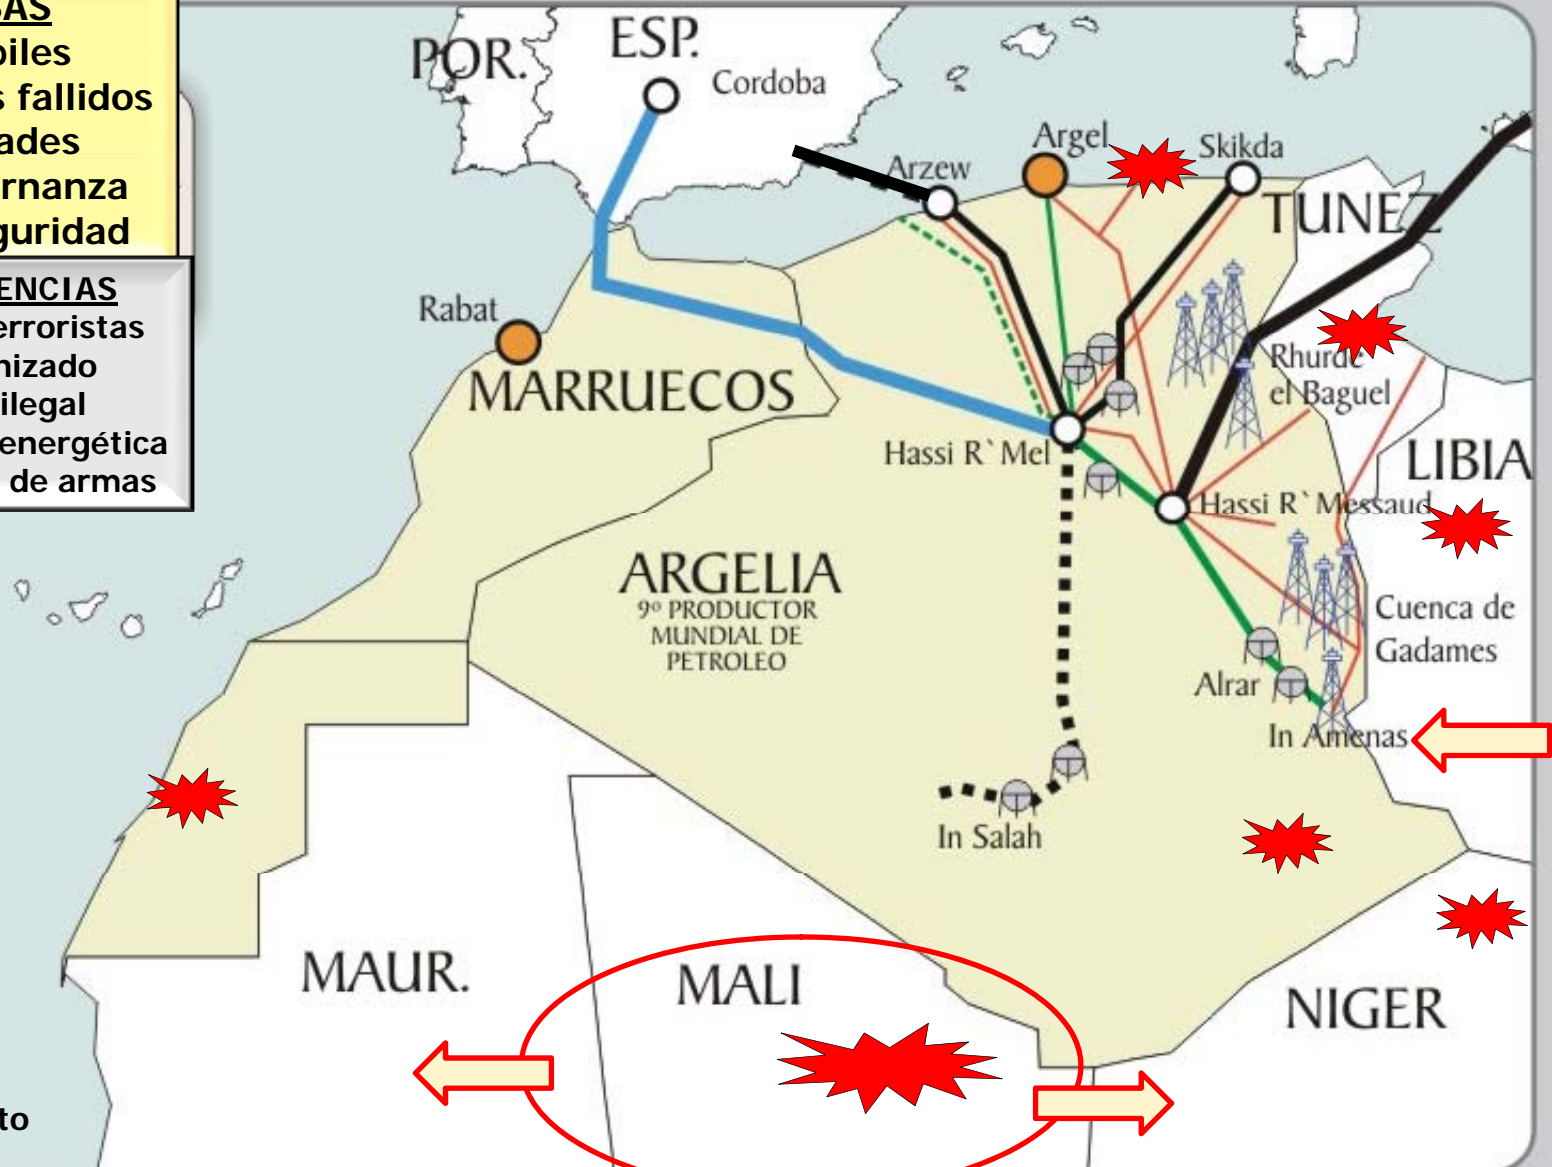 SAS
biles
s fallidos
ades
rnanza
guridad
ENCIAS
erroristas
nizado
ilegal
energética
de armas
to
POR.
ESP.
Cordoba
Argel
Skikda
Arzew
TUNEZ
Rabat
MARRUECOS
Rhurde
el Baguel
Hassi R`Mel
LIBIA
Hassi R`Messaud
ARGELIA
9º PRODUCTOR
MUNDIAL DE
PETROLEO
Cuenca de
Gadames
Alrar
In Amenas
In Salah
MAUR.
MALI
NIGER